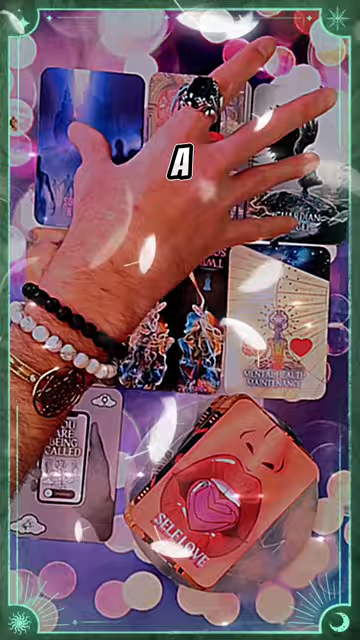 A
GUARDIAN
MENTAL HEALTH
MAINTENANCE
YOU
ARE
BEING
CALLED
SELF LOVE